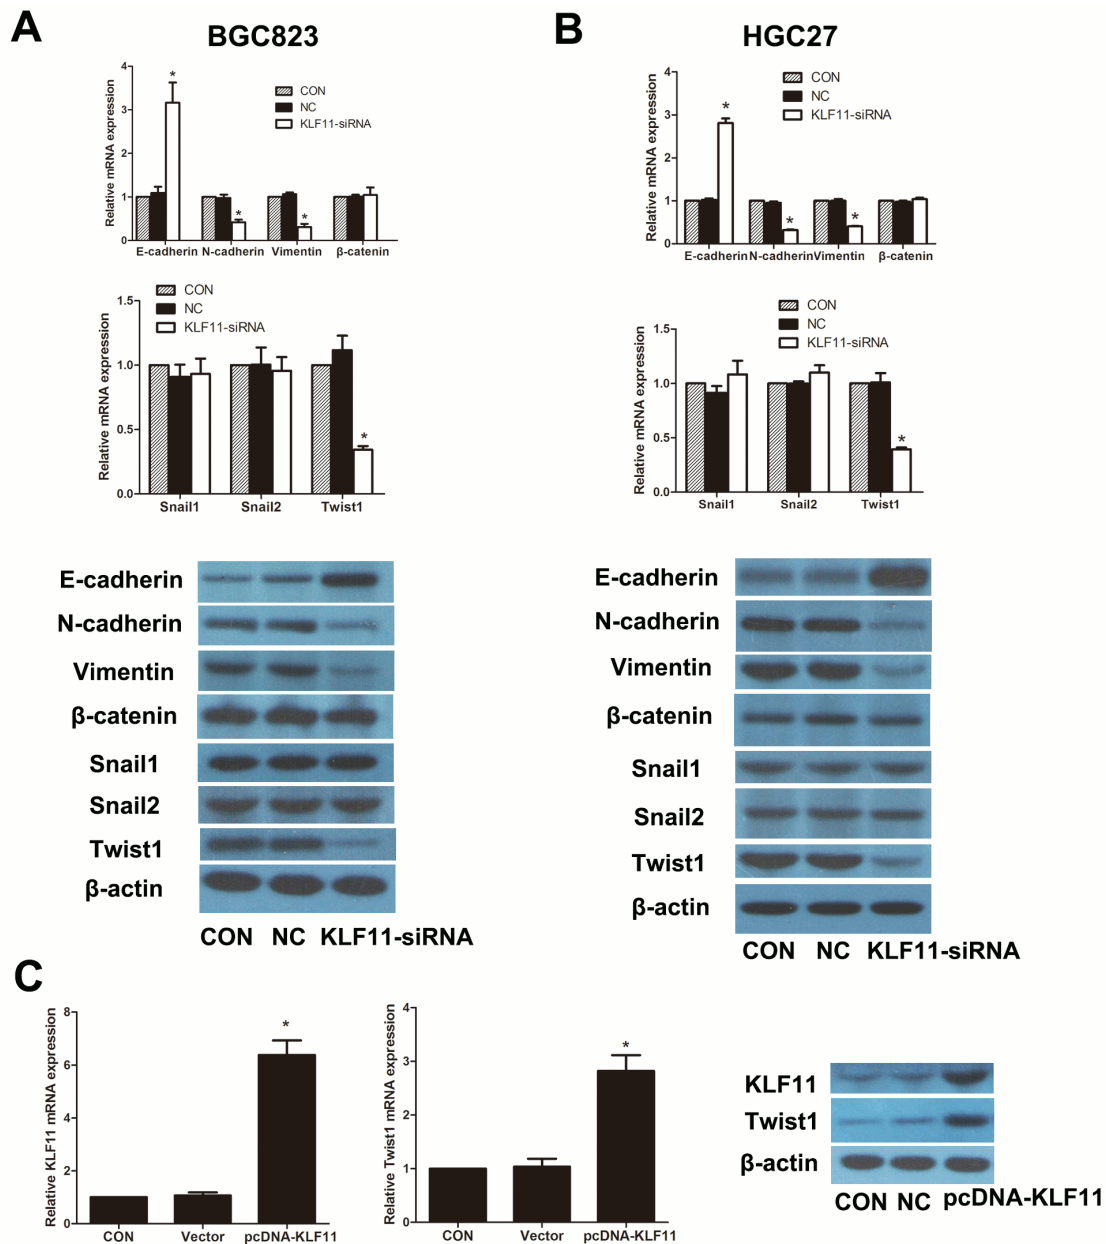 A
BGC823
Relative mRNA expression
4
3
2
1
0
*
*
*
CON
NC
KLF11-siRNA
E-cadherin N-cadherin Vimentin β-catenin
Relative mRNA expression
1.5
1.0
0.5
0.0
CON
NC
KLF11-siRNA
*
Snail1 Snail2 Twist1
E-cadherin
N-cadherin
Vimentin
β-catenin
Snail1
Snail2
Twist1
β-actin
CON NC KLF11-siRNA
B
HGC27
Relative mRNA expression
4
3
2
1
0
*
*
*
CON
NC
KLF11-siRNA
E-cadherin N-cadherin Vimentin β-catenin
Relative mRNA expression
1.5
1.0
0.5
0.0
CON
NC
KLF11-siRNA
*
Snail1 Snail2 Twist1
E-cadherin
N-cadherin
Vimentin
β-catenin
Snail1
Snail2
Twist1
β-actin
CON NC KLF11-siRNA
C
Relative KLF11 mRNA expression
8
6
4
2
0
*
CON Vector pcDNA-KLF11
Relative Twist1 mRNA expression
4
3
2
1
0
*
CON Vector pcDNA-KLF11
KLF11
Twist1
β-actin
CON NC pcDNA-KLF11